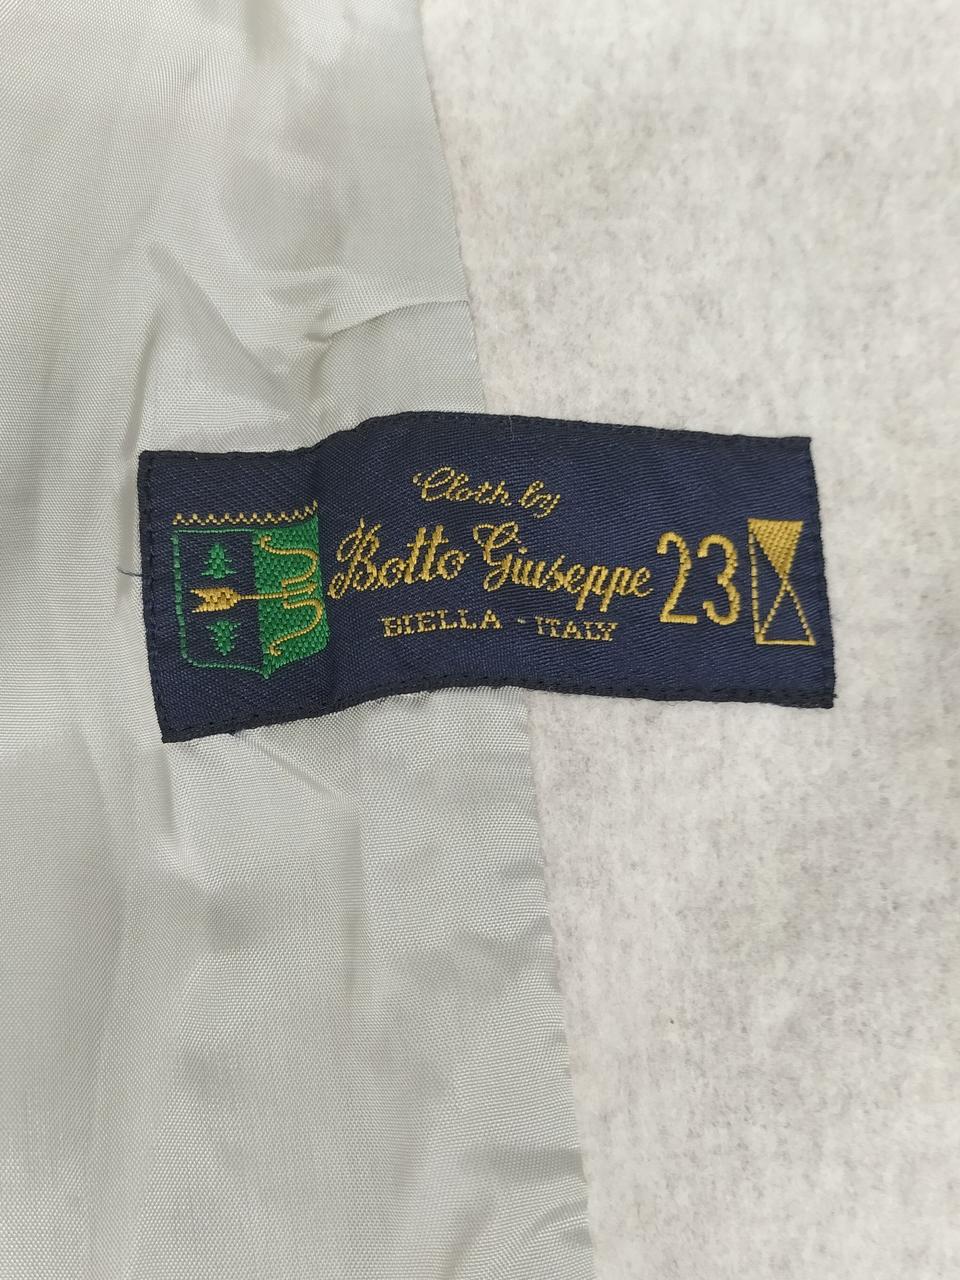 Cloth by
Botto Giuseppe 23
BIELLA - ITALY